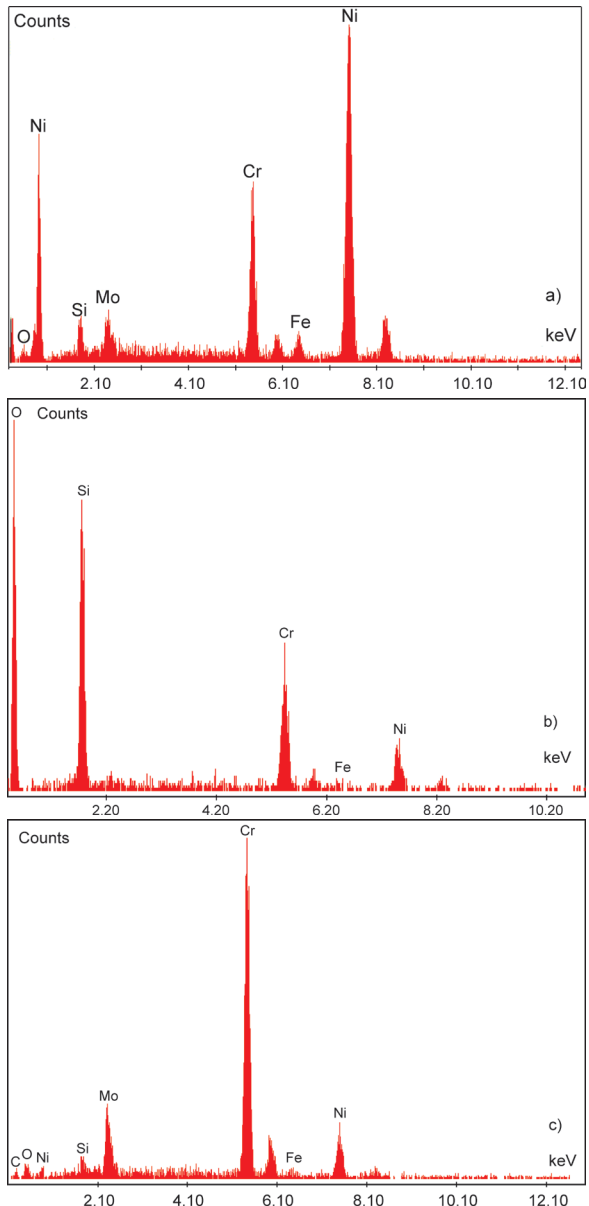 Counts
Ni
Ni
Cr
Si
Mo
O
Fe
a)
keV
2.10 4.10 6.10 8.10 10.10 12.10
O Counts
Si
Cr
Ni
Fe
b)
keV
2.20 4.20 6.20 8.20 10.20
Counts
Cr
Mo
Ni
C O Ni Si
Fe
c)
keV
2.10 4.10 6.10 8.10 10.10 12.10